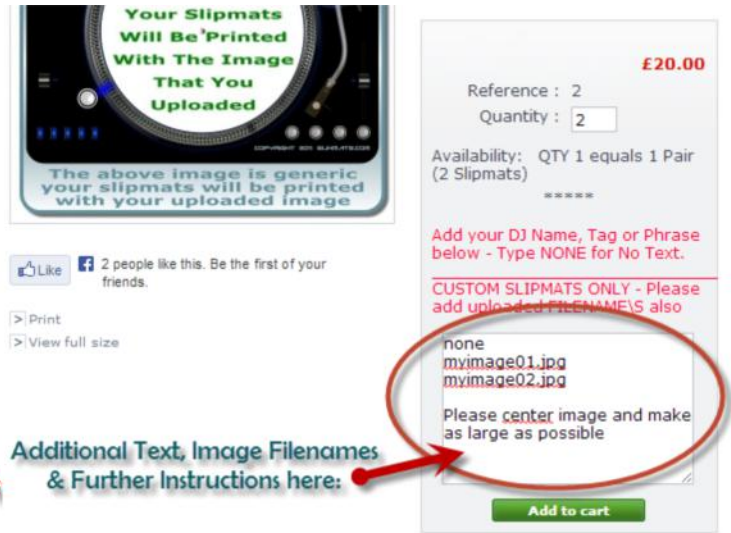 Your Slipmats
Will Be Printed
With The Image
That You
Uploaded
The above image is generic
your slipmats will be printed
with your uploaded image
Like
2 people like this. Be the first of your
friends.
Print
View full size
£20.00
Reference : 2
Quantity : 2
Availability: QTY 1 equals 1 Pair
(2 Slipmats)
*****
Add your DJ Name, Tag or Phrase
below - Type NONE for No Text.
CUSTOM SLIPMATS ONLY - Please
add uploaded FILENAME\S also
none
myimage01.jpg
myimage02.jpg
Please center image and make
as large as possible
Additional Text, Image Filenames
& Further Instructions here:
Add to cart